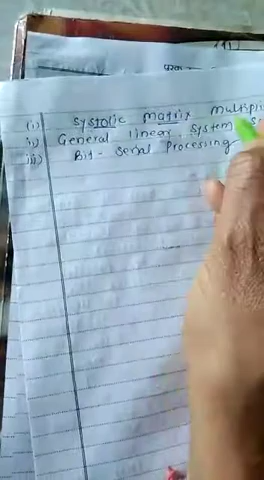 (i) Systolic Matrix Multipli
ii) General linear system S
iii) Bit - Serial Processing